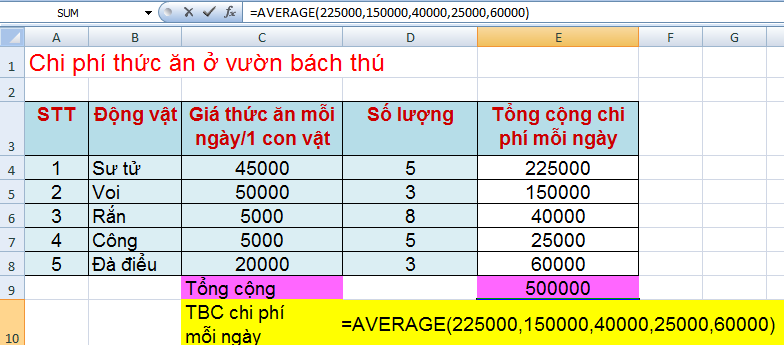 SUM =AVERAGE(225000,150000,40000,25000,60000)
A B C D E F G
1 Chi phí thức ăn ở vườn bách thú
2
3 STT Động vật Giá thức ăn mỗi ngày/1 con vật Số lượng Tổng cộng chi phí mỗi ngày
4 1 Sư tử 45000 5 225000
5 2 Voi 50000 3 150000
6 3 Rắn 5000 8 40000
7 4 Công 5000 5 25000
8 5 Đà điểu 20000 3 60000
9 Tổng cộng 500000
10 TBC chi phí mỗi ngày =AVERAGE(225000,150000,40000,25000,60000)